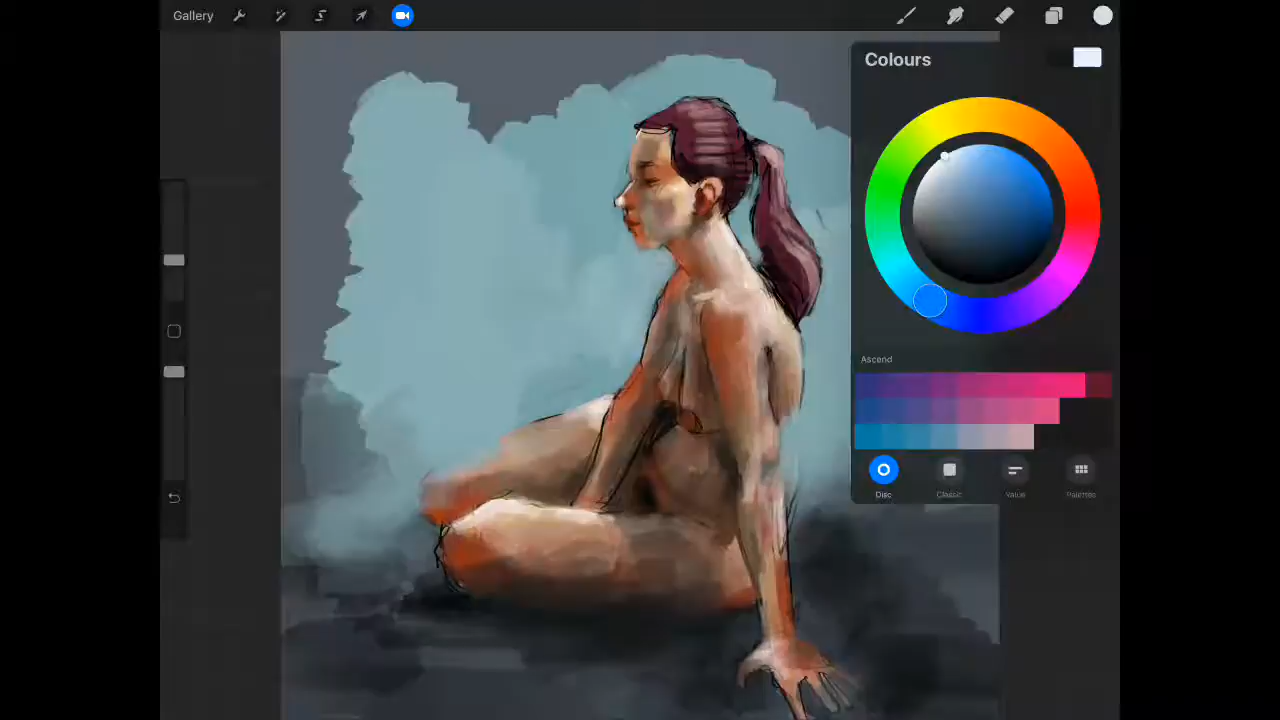 Gallery
Colours
Ascend
Disc
Classic
Value
Palettes